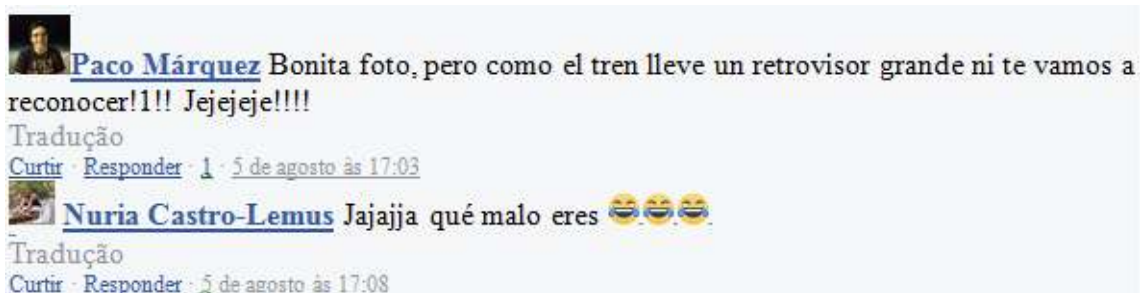 Paco Márquez Bonita foto, pero como el tren lleve un retrovisor grande ni te vamos a
reconocer!1!! Jejejeje!!!!
Tradução
Curtir · Responder · 1 · 5 de agosto às 17:03
Nuria Castro-Lemus Jajajja qué malo eres 😂😂😂
Tradução
Curtir · Responder · 5 de agosto às 17:08